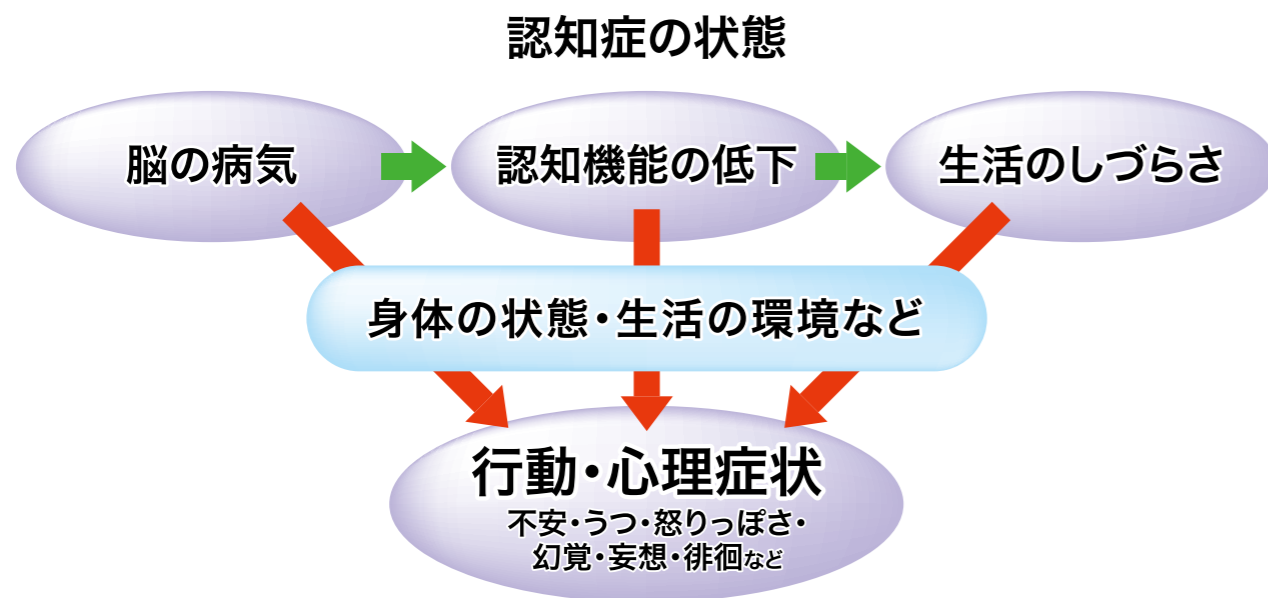 認知症の状態
脳の病気
認知機能の低下
生活のしづらさ
身体の状態・生活の環境など
行動・心理症状
不安・うつ・怒りっぽさ・
幻覚・妄想・徘徊など